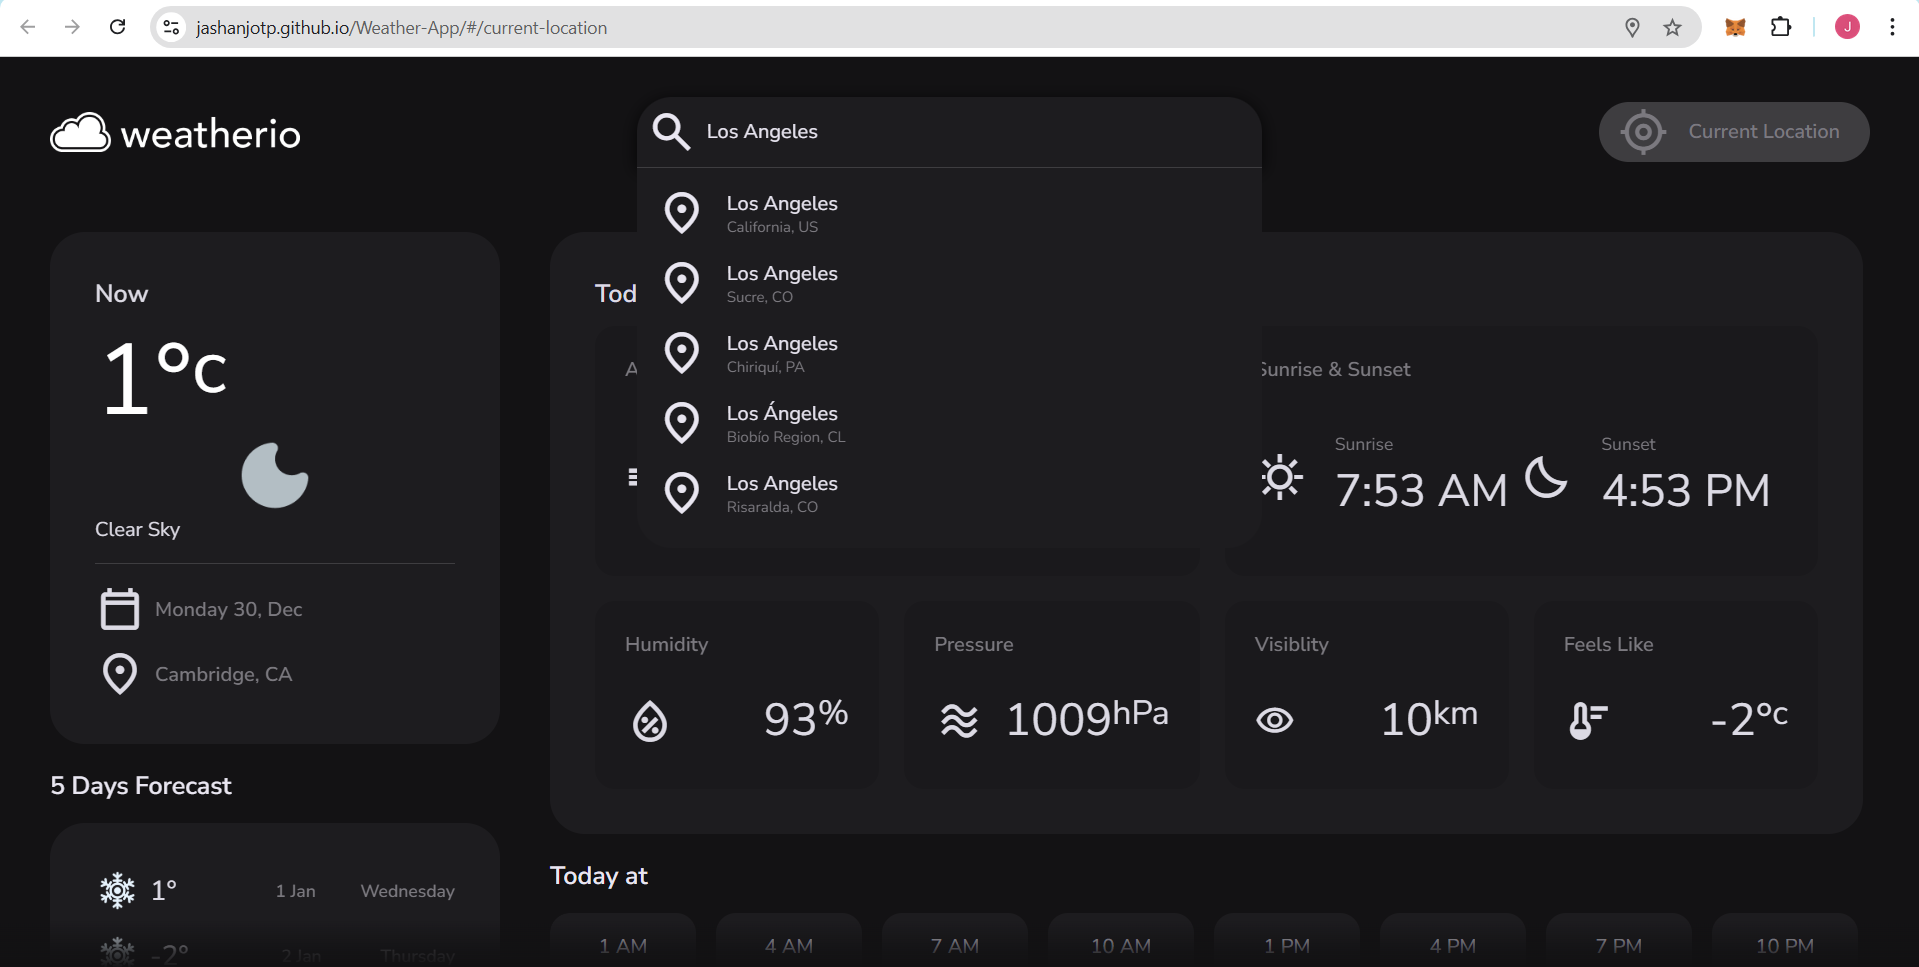 jashanjotp.github.io/Weather-App/#/current-location
J
weatherio
Los Angeles
Current Location
Los Angeles
California, US
Los Angeles
Sucre, CO
Los Angeles
Chiriquí, PA
Los Ángeles
Biobío Region, CL
Los Angeles
Risaralda, CO
Now
1°c
Clear Sky
Monday 30, Dec
Cambridge, CA
5 Days Forecast
1° 1 Jan Wednesday
-2° 2 Jan Thursday
Tod
A
Sunrise & Sunset
Sunrise
7:53 AM
Sunset
4:53 PM
Humidity
93%
Pressure
1009hPa
Visiblity
10km
Feels Like
-2°c
Today at
1 AM 4 AM 7 AM 10 AM 1 PM 4 PM 7 PM 10 PM